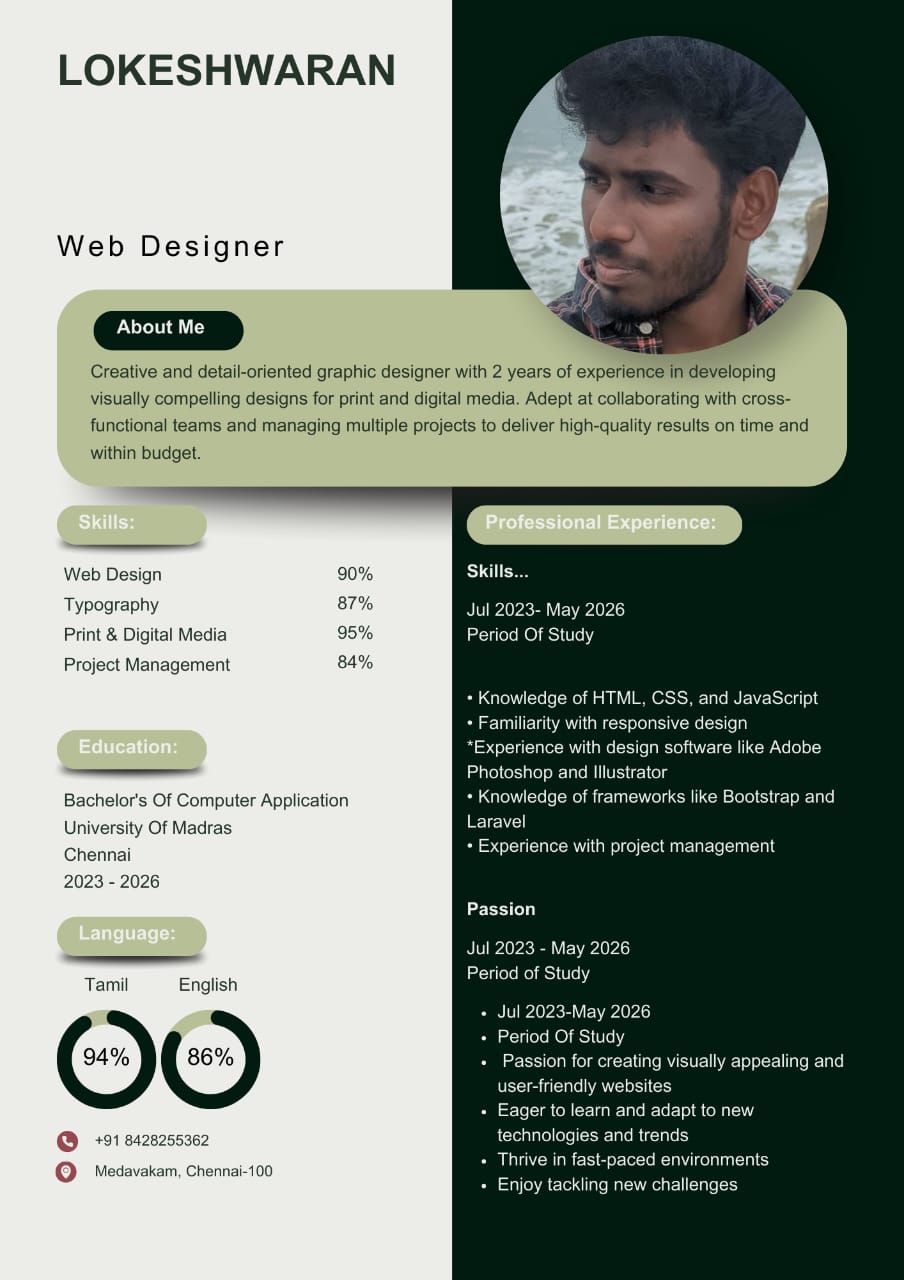 LOKESHWARAN
Web Designer
About Me
Creative and detail-oriented graphic designer with 2 years of experience in developing
visually compelling designs for print and digital media. Adept at collaborating with cross-
functional teams and managing multiple projects to deliver high-quality results on time and
within budget.
Skills:
Web Design 90%
Typography 87%
Print & Digital Media 95%
Project Management 84%
Education:
Bachelor's Of Computer Application
University Of Madras
Chennai
2023 - 2026
Language:
Tamil English
94% 86%
+91 8428255362
Medavakam, Chennai-100
Professional Experience:
Skills...
Jul 2023- May 2026
Period Of Study
• Knowledge of HTML, CSS, and JavaScript
• Familiarity with responsive design
*Experience with design software like Adobe
Photoshop and Illustrator
• Knowledge of frameworks like Bootstrap and
Laravel
• Experience with project management
Passion
Jul 2023 - May 2026
Period of Study
• Jul 2023-May 2026
• Period Of Study
• Passion for creating visually appealing and
user-friendly websites
• Eager to learn and adapt to new
technologies and trends
• Thrive in fast-paced environments
• Enjoy tackling new challenges